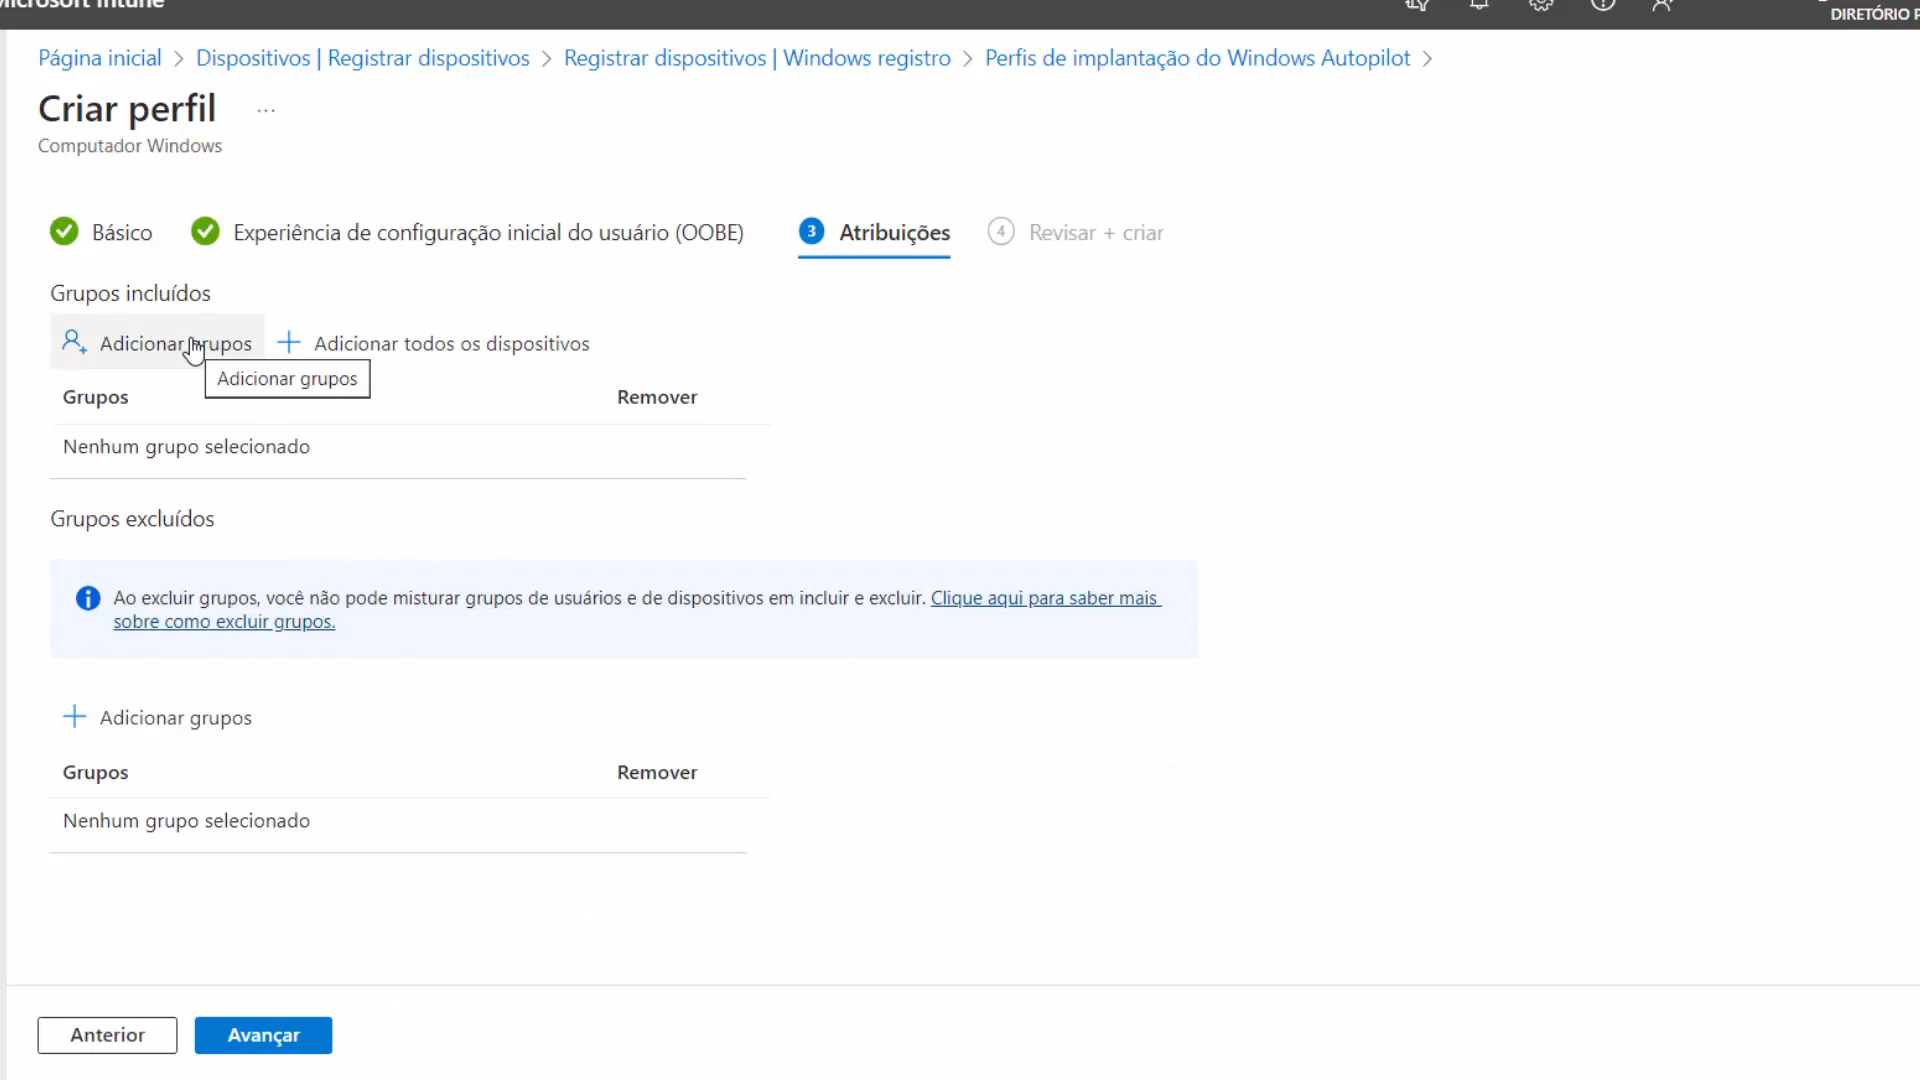 Microsoft Intune
DIRETÓRIO P
Página inicial > Dispositivos | Registrar dispositivos > Registrar dispositivos | Windows registro > Perfis de implantação do Windows Autopilot >
Criar perfil ...
Computador Windows
Básico Experiência de configuração inicial do usuário (OOBE) 3 Atribuições 4 Revisar + criar
Grupos incluídos
Adicionar grupos Adicionar todos os dispositivos
Adicionar grupos
Grupos Remover
Nenhum grupo selecionado
Grupos excluídos
Ao excluir grupos, você não pode misturar grupos de usuários e de dispositivos em incluir e excluir. Clique aqui para saber mais
sobre como excluir grupos.
Adicionar grupos
Grupos Remover
Nenhum grupo selecionado
Anterior Avançar